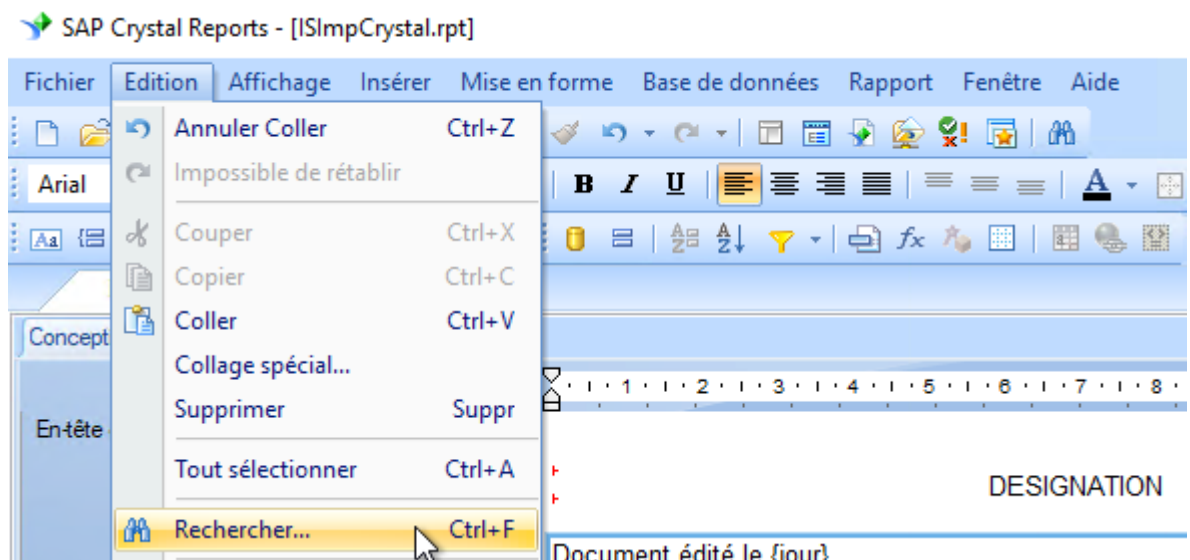 SAP Crystal Reports - [ISImpCrystal.rpt]
Fichier Edition Affichage Insérer Mise en forme Base de données Rapport Fenêtre Aide
Annuler Coller Ctrl+Z
Arial
Impossible de rétablir
B I U A
Couper Ctrl+X
Copier Ctrl+C
Coller Ctrl+V
Concept
Collage spécial...
1 2 3 4 5 6 7 8
Supprimer Suppr
En-tête
Tout sélectionner Ctrl+A
DESIGNATION
Rechercher... Ctrl+F
Document édité le {jour}